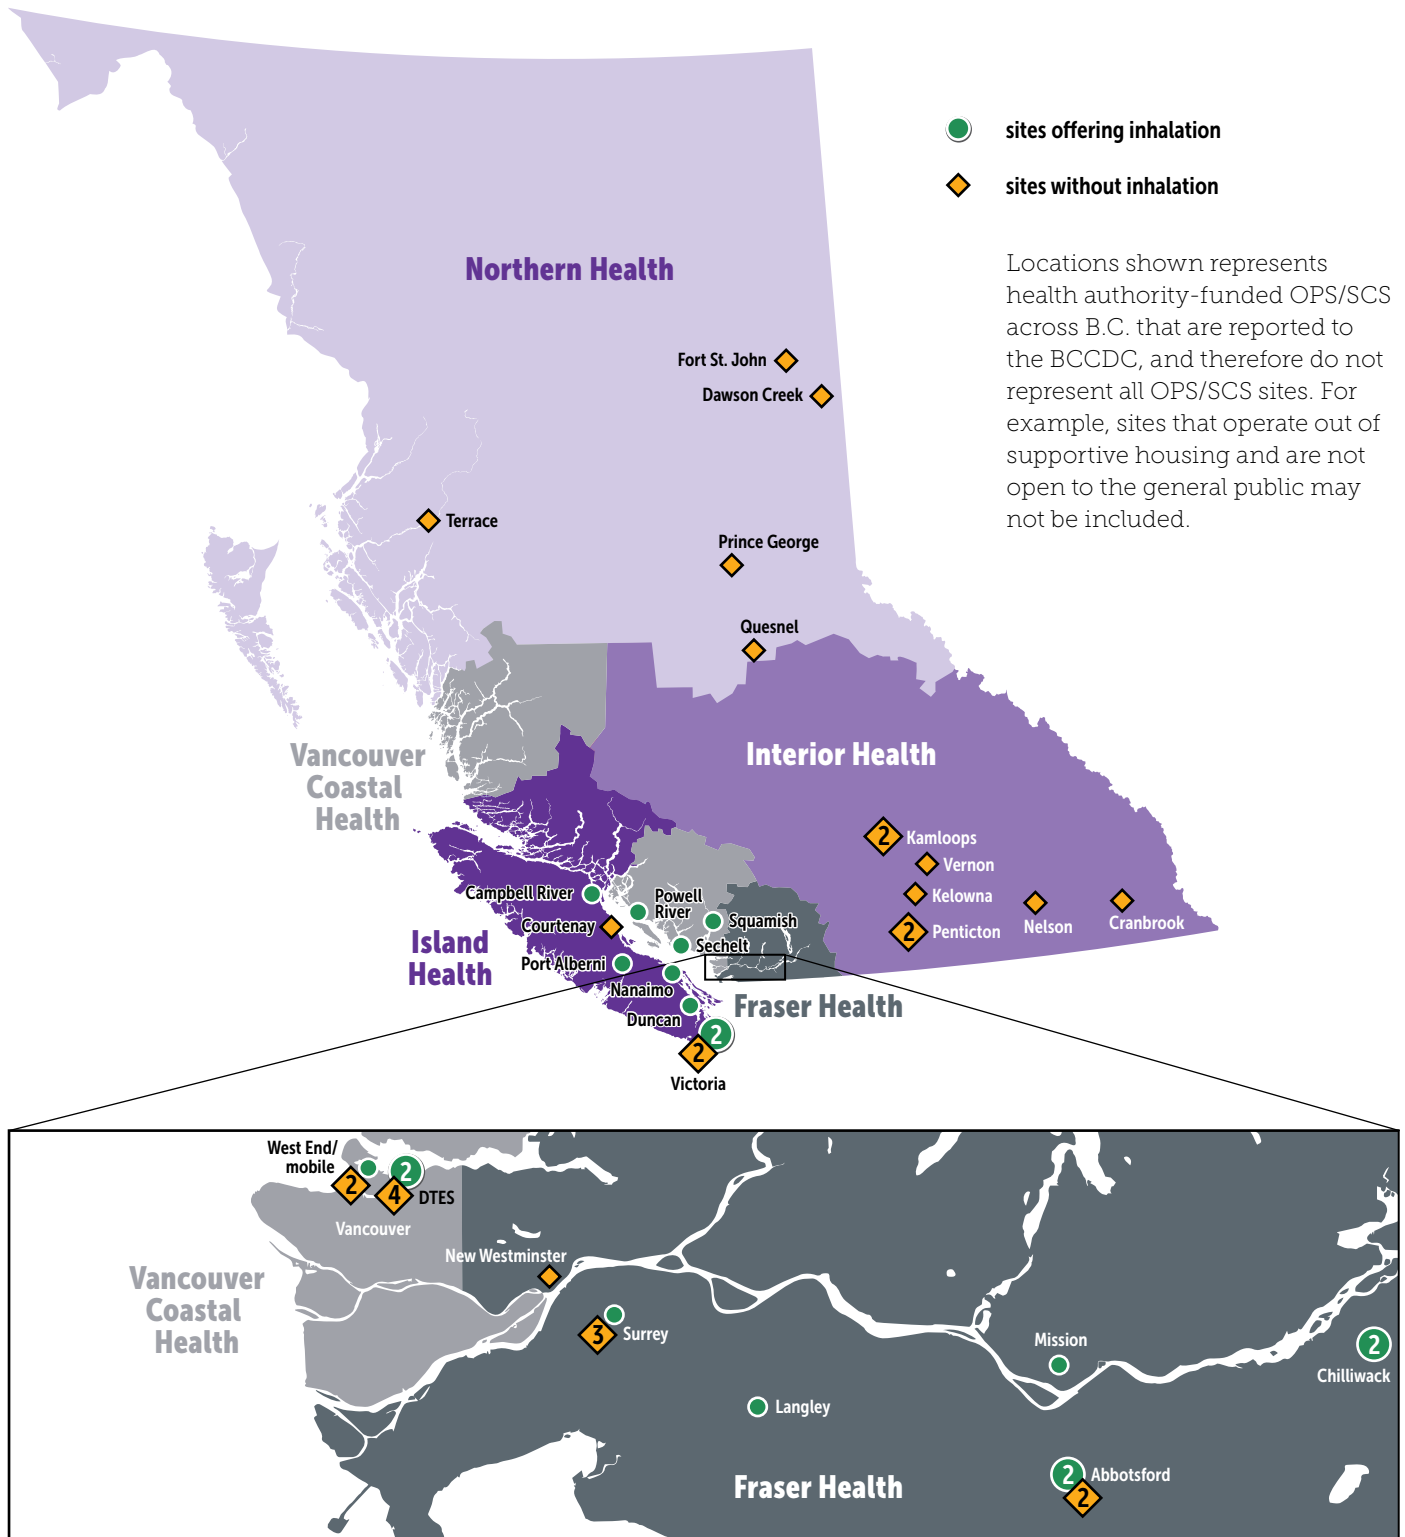 sites offering inhalation
sites without inhalation
Locations shown represents
health authority-funded OPS/SCS
across B.C. that are reported to
the BCCDC, and therefore do not
represent all OPS/SCS sites. For
example, sites that operate out of
supportive housing and are not
open to the general public may
not be included.
Northern Health
Fort St. John
Dawson Creek
Terrace
Prince George
Quesnel
Vancouver
Coastal
Health
Interior Health
2
Kamloops
Vernon
Kelowna
2
Penticton
Nelson
Cranbrook
Campbell River
Powell
River
Courtenay
Squamish
Island
Health
Sechelt
Port Alberni
Nanaimo
Duncan
Fraser Health
2
2
Victoria
West End/
mobile
2
2
4
DTES
Vancouver
New Westminster
Vancouver
Coastal
Health
3
Surrey
Mission
2
Chilliwack
Langley
Fraser Health
2
Abbotsford
2